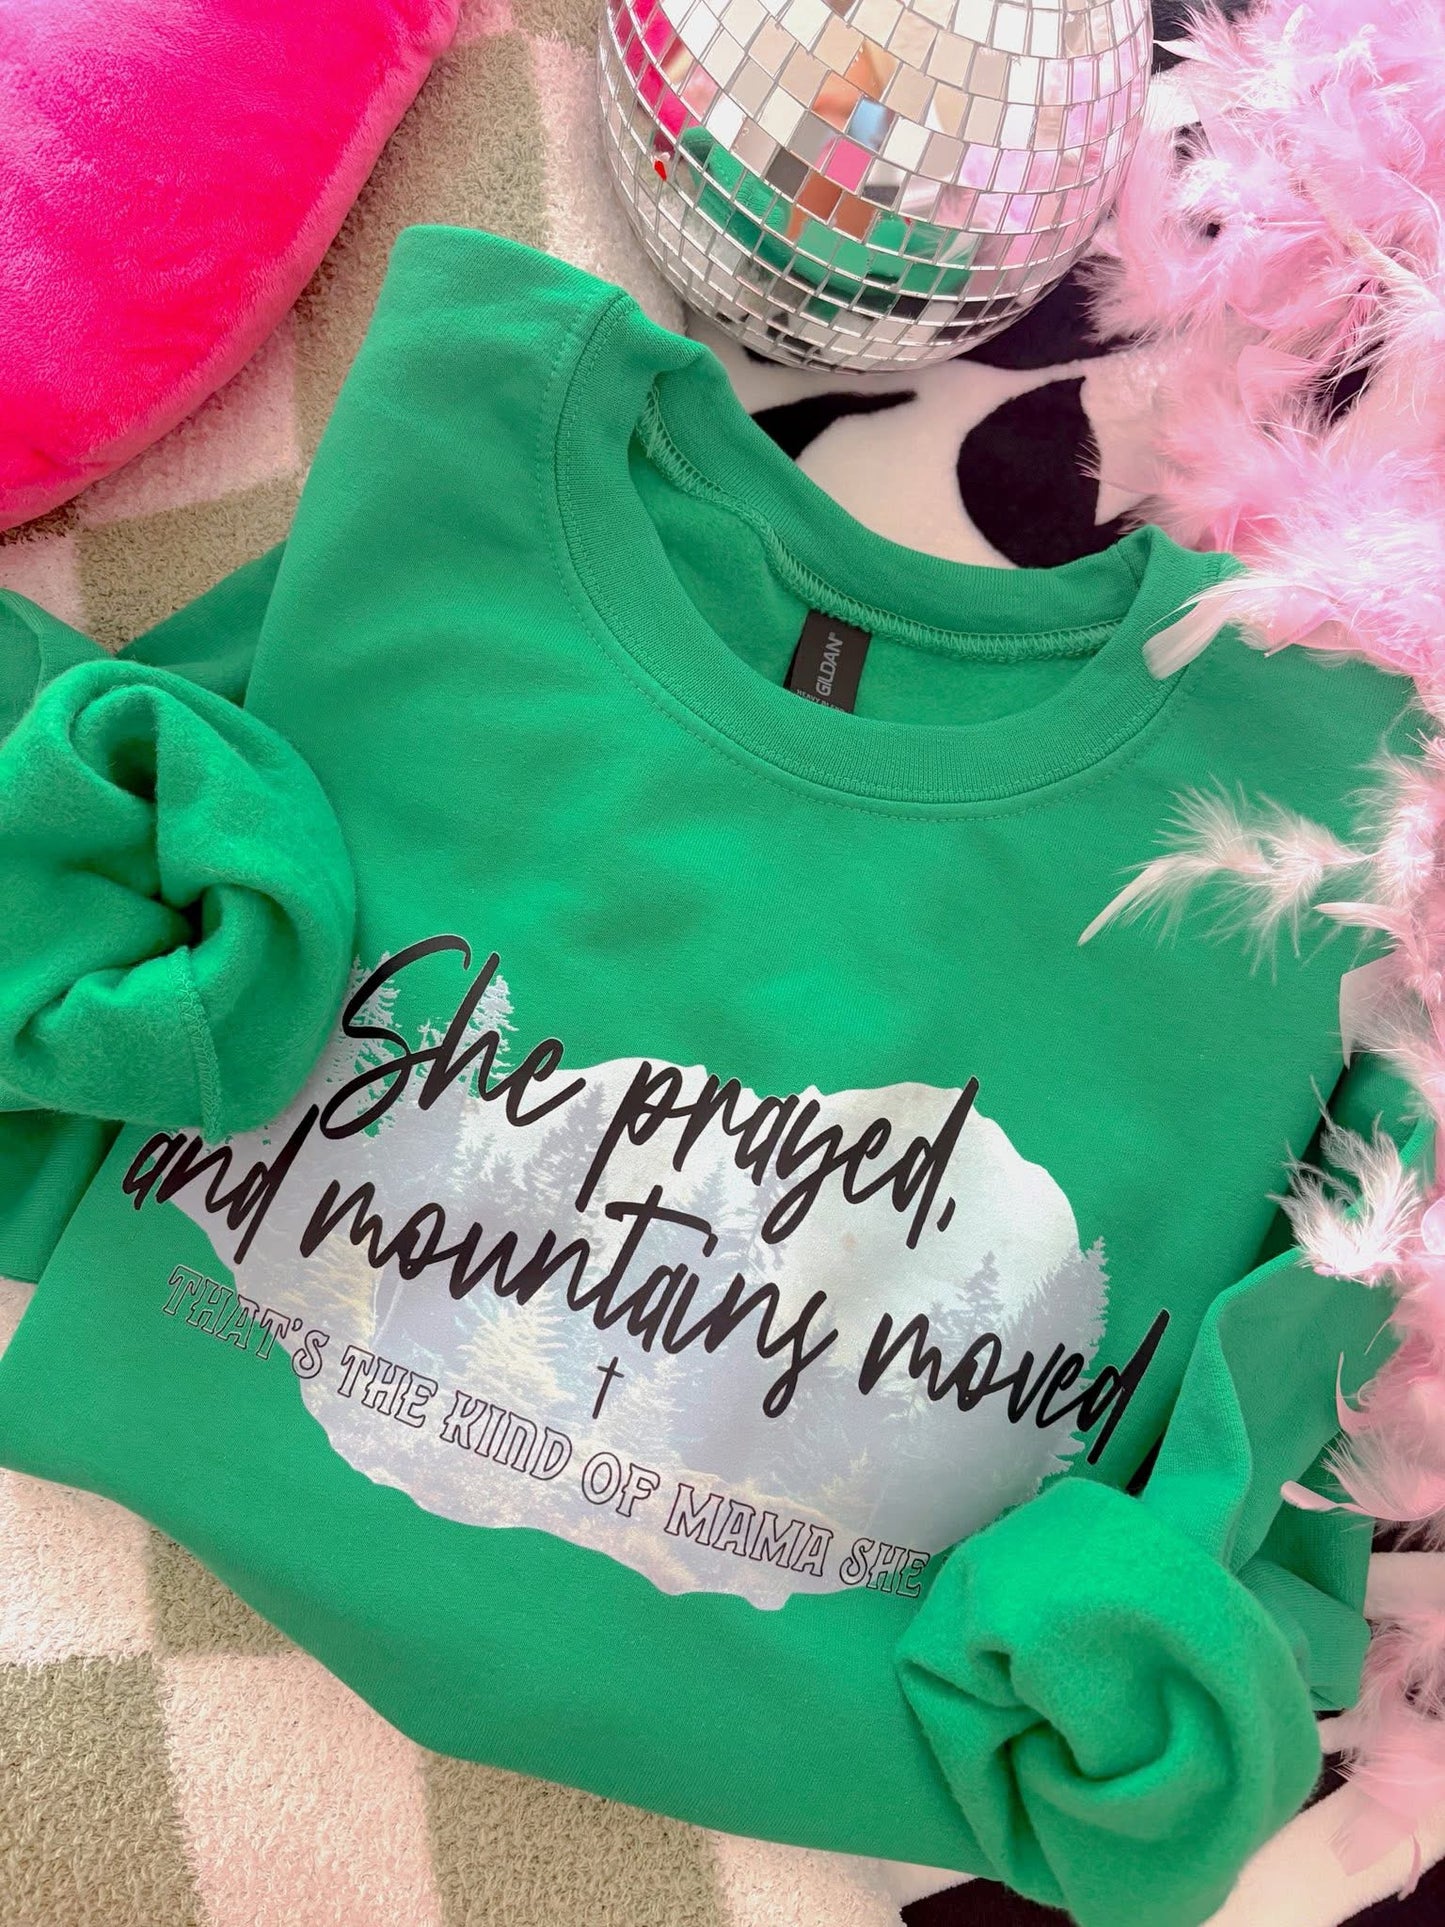 GILDAN®
She prayed,
and mountains moved
THAT'S THE KIND OF MAMA SHE